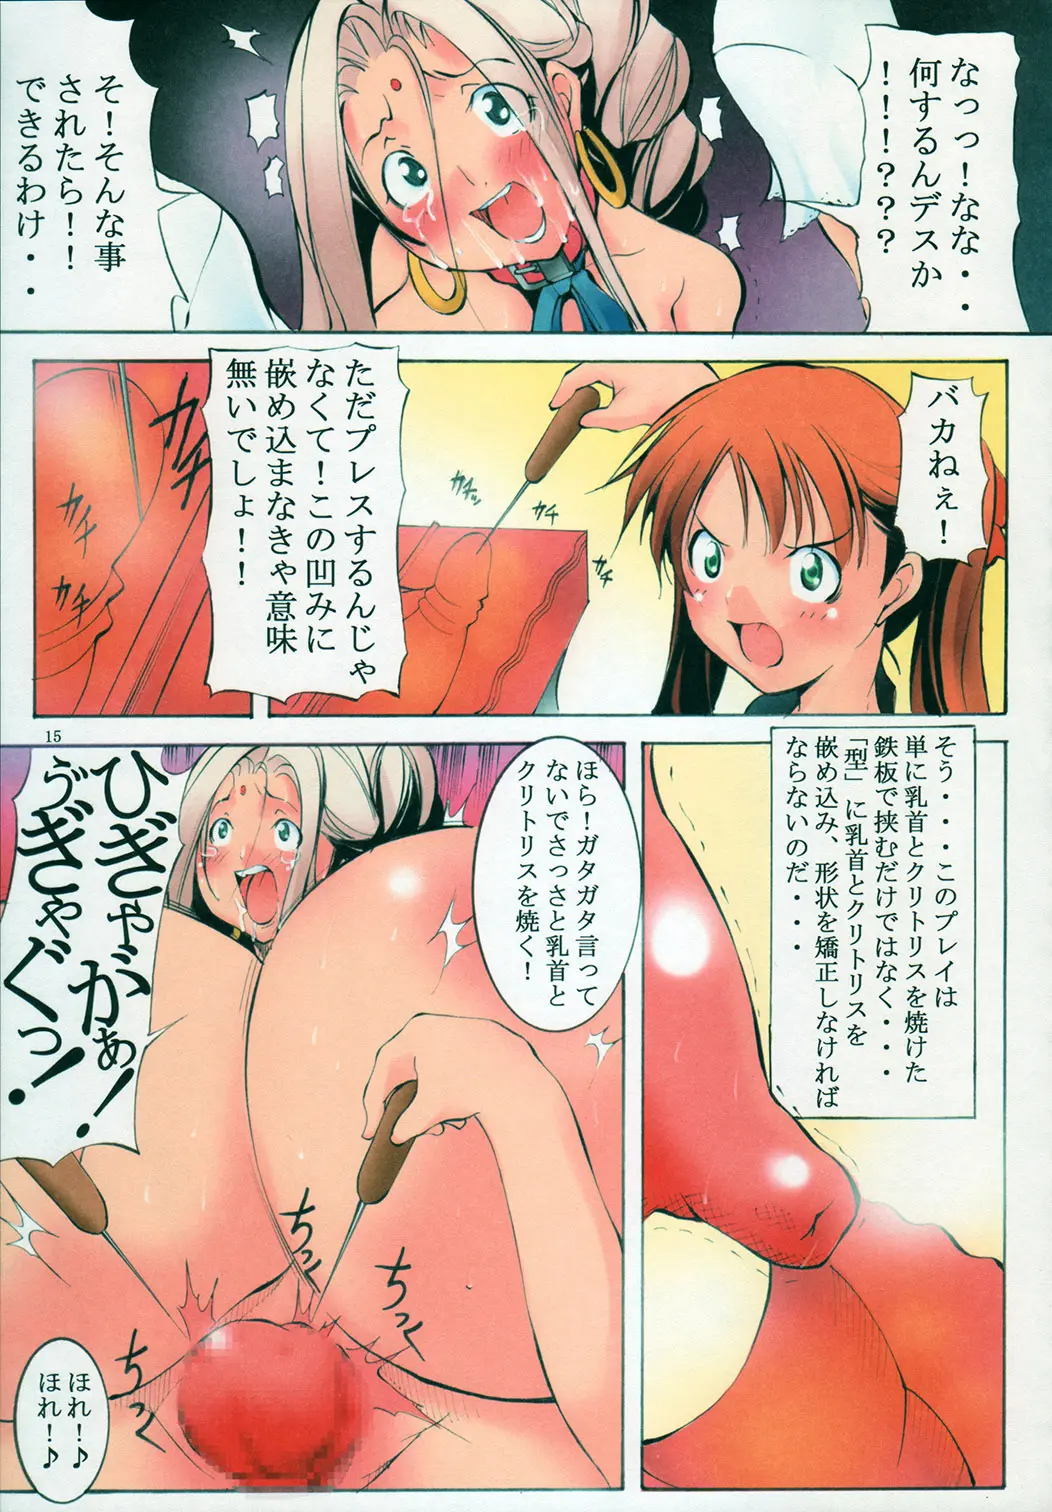 なっっ！なな・・
何するんデスか
！！！？？？
そ！そんな事
されたら！！
できるわけ・・
バカねぇ！
ただプレスするんじゃ
なくて！この凹みに
嵌め込まなきゃ意味
無いでしょ！！
カチッ
カチ
カチ
カチ
カチ
カチ
カチ
15
そう・・・このプレイは
単に乳首とクリトリスを焼けた
鉄板で挟むだけではなく・・・
「型」に乳首とクリトリスを
嵌め込み、形状を矯正しなければ
ならないのだ・・・
ほら！ガタガタ言って
ないでさっさと乳首と
クリトリスを焼く！
ひぎゃがぁ！
ゔぎゃぐっ！
ちっく
ちっく
ちっく
ほれ！♪
ほれ！♪